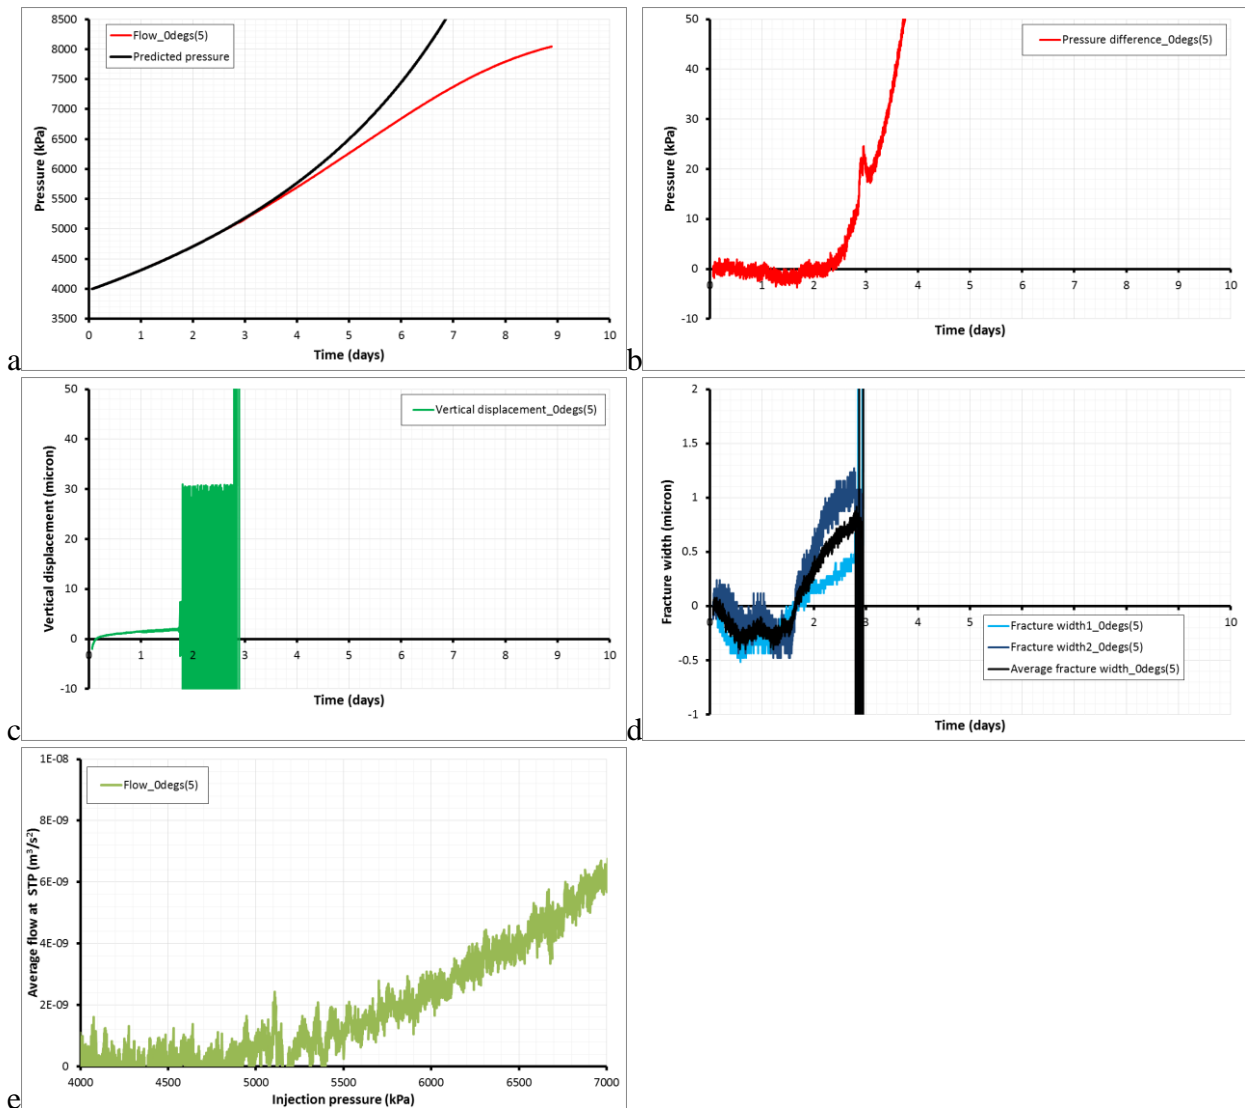 8500
8000
7500
7000
6500
6000
5500
5000
4500
4000
3500
Pressure (kPa)
Flow_0degs(5)
Predicted pressure
0 1 2 3 4 5 6 7 8 9 10
Time (days)
a
50
40
30
20
10
0
-10
Pressure (kPa)
Pressure difference_0degs(5)
0 1 2 3 4 5 6 7 8 9 10
Time (days)
b
50
40
30
20
10
0
-10
Vertical displacement (micron)
Vertical displacement_0degs(5)
0 1 2 3 4 5 6 7 8 9 10
Time (days)
c
2
1.5
1
0.5
0
-0.5
-1
Fracture width (micron)
0 1 2 3 4 5 6 7 8 9 10
Fracture width1_0degs(5)
Fracture width2_0degs(5)
Average fracture width_0degs(5)
Time (days)
d
1E-08
8E-09
6E-09
4E-09
2E-09
0
Average flow at STP (m³/s²)
Flow_0degs(5)
4000 4500 5000 5500 6000 6500 7000
Injection pressure (kPa)
e